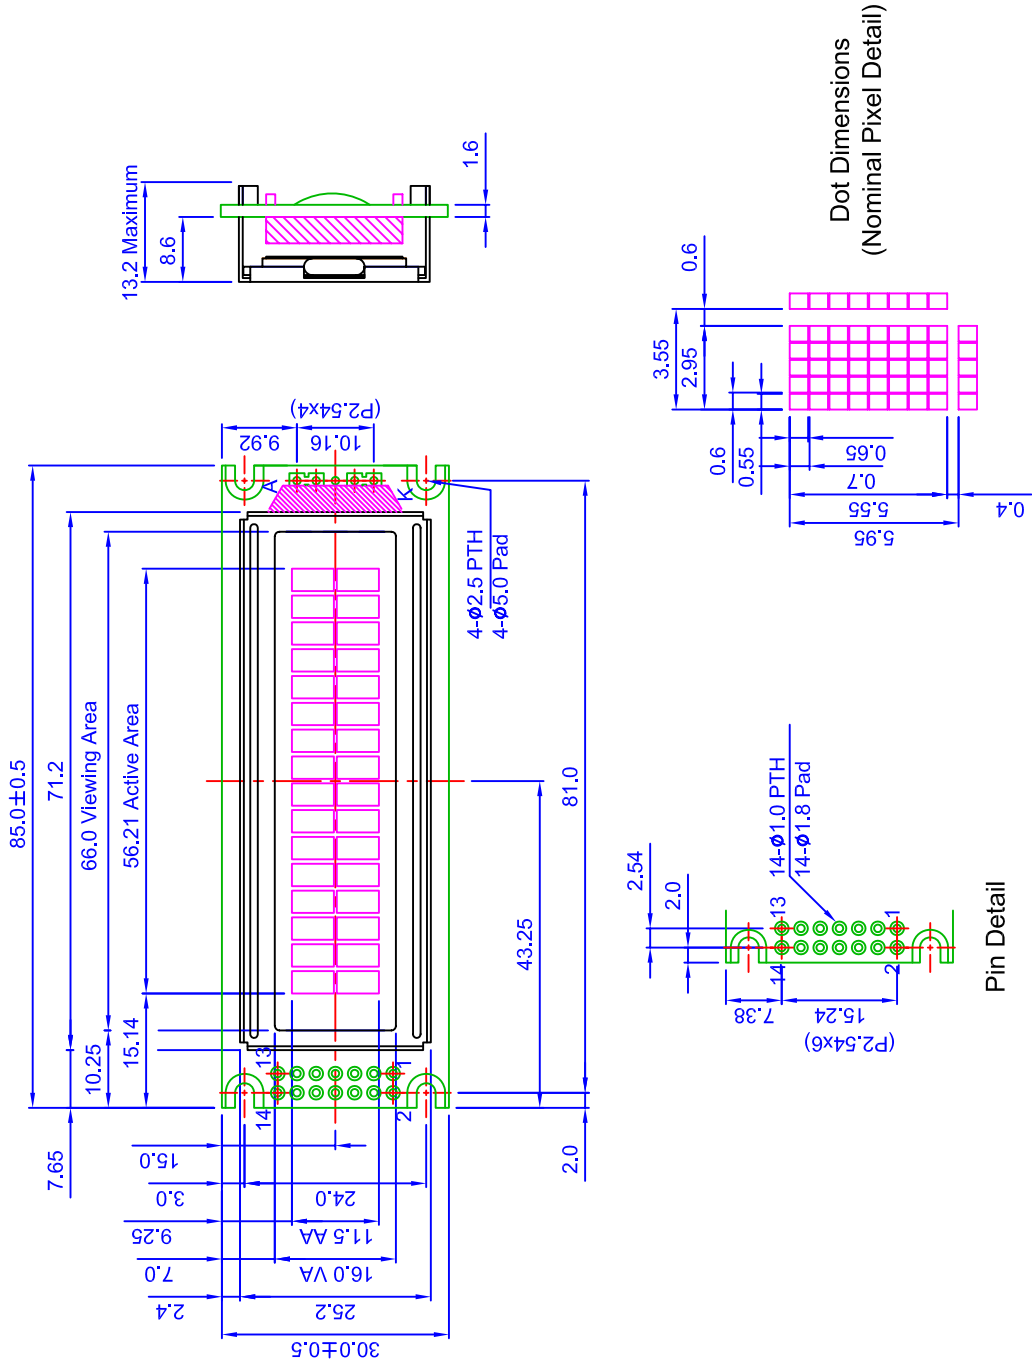 85.0±0.5
71.2
66.0 Viewing Area
56.21 Active Area
15.14
10.25
7.65
13.2 Maximum
8.6
1.6
A
K
9.92
10.16
(P2.54x4)
4-ø2.5 PTH
4-ø5.0 Pad
81.0
43.25
2.0
13
14
1
2
15.0
3.0
24.0
9.25
11.5 AA
7.0
16.0 VA
2.4
25.2
30.0±0.5
2.54
2.0
14-ø1.0 PTH
14-ø1.8 Pad
13
14
1
2
7.38
15.24
(P2.54x6)
Pin Detail
0.6
3.55
2.95
0.6
0.55
0.65
0.7
5.55
5.95
0.4
Dot Dimensions
(Nominal Pixel Detail)